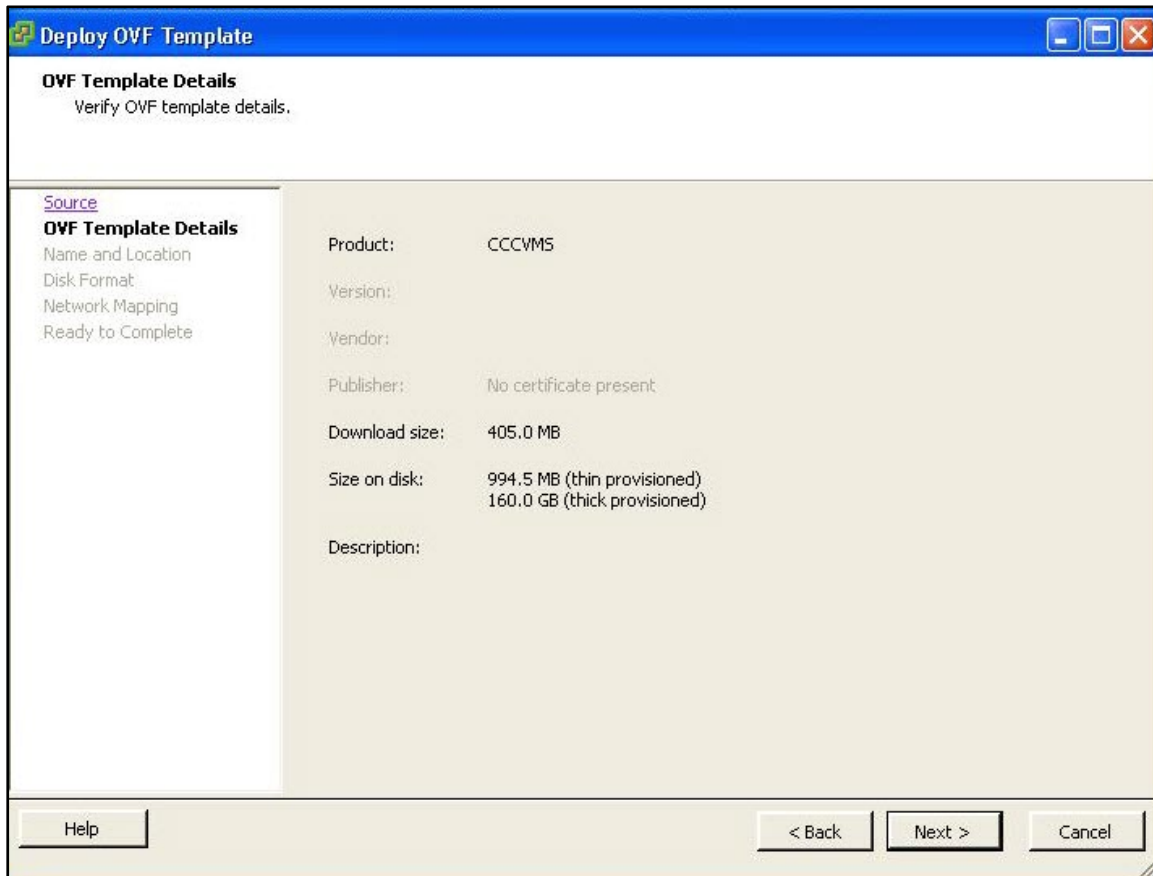 Deploy OVF Template
OVF Template Details
Verify OVF template details.
Source
OVF Template Details
Name and Location
Disk Format
Network Mapping
Ready to Complete
Product: CCCVMS
Version:
Vendor:
Publisher: No certificate present
Download size: 405.0 MB
Size on disk: 994.5 MB (thin provisioned)
160.0 GB (thick provisioned)
Description:
Help < Back Next > Cancel